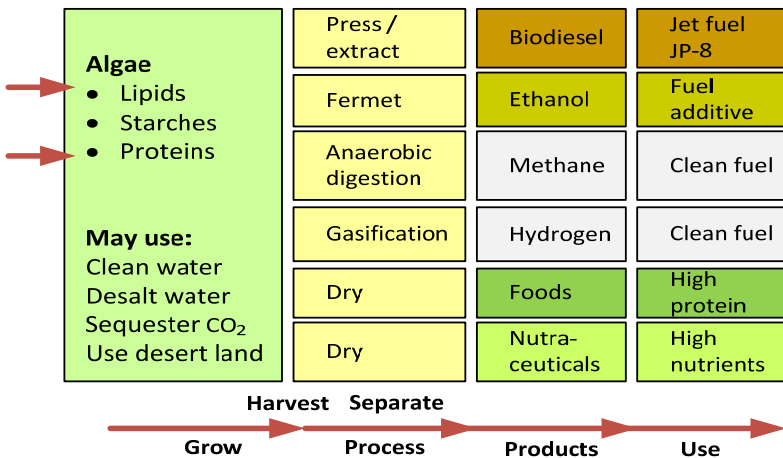 Algae
• Lipids
• Starches
• Proteins
May use:
Clean water
Desalt water
Sequester CO₂
Use desert land
Press /
extract
Biodiesel
Jet fuel
JP-8
Fermet
Ethanol
Fuel
additive
Anaerobic
digestion
Methane
Clean fuel
Gasification
Hydrogen
Clean fuel
Dry
Foods
High
protein
Dry
Nutra-
ceuticals
High
nutrients
Harvest Separate
Grow
Process
Products
Use